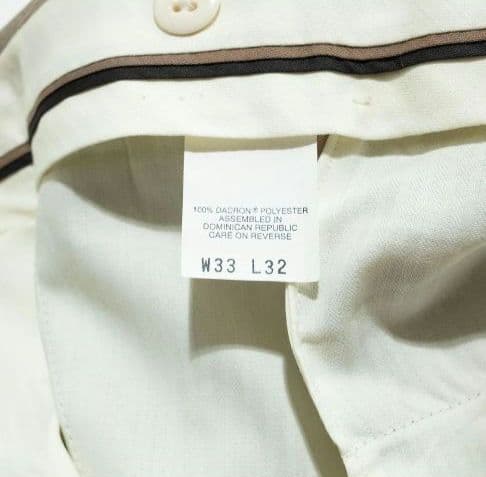 100% DACRON® POLYESTER
ASSEMBLED IN
DOMINICAN REPUBLIC
CARE ON REVERSE
W33 L32